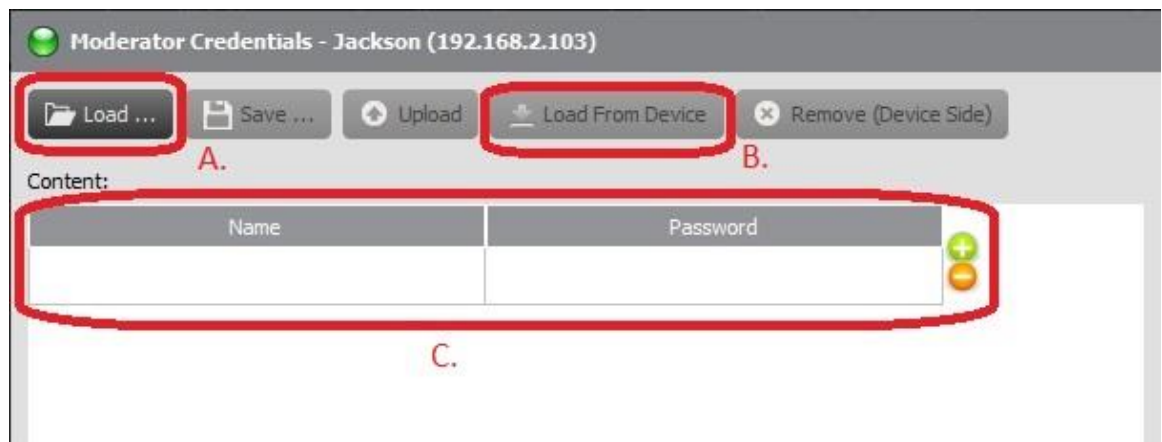 Moderator Credentials - Jackson (192.168.2.103)
Load ... Save ... Upload Load From Device Remove (Device Side)
A. B.
Content:
Name Password
C.